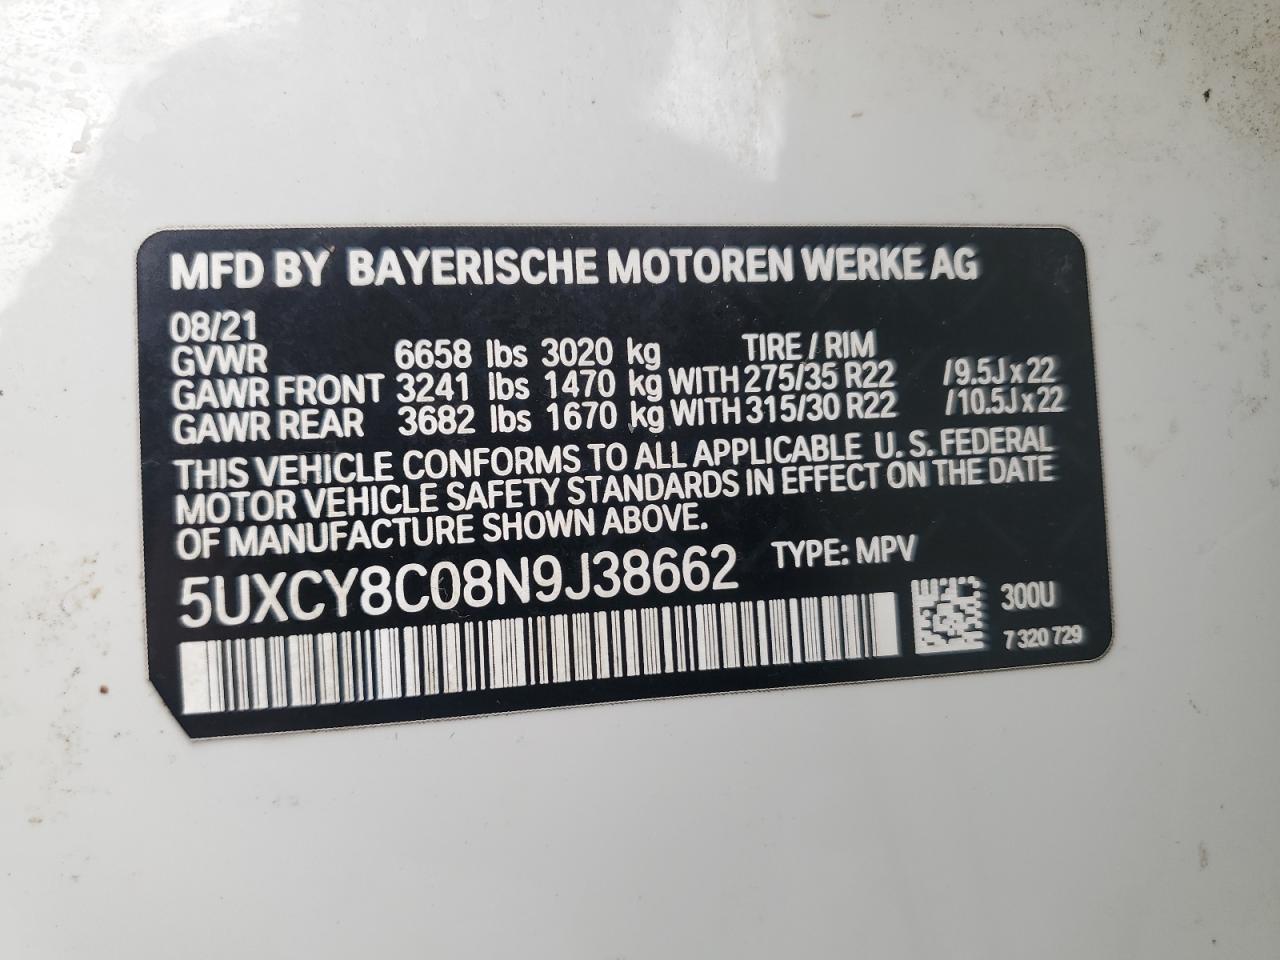 MFD BY BAYERISCHE MOTOREN WERKE AG
08/21
GVWR 6658 lbs 3020 kg TIRE / RIM
GAWR FRONT 3241 lbs 1470 kg WITH 275/35 R22 /9.5J x 22
GAWR REAR 3682 lbs 1670 kg WITH 315/30 R22 /10.5J x 22
THIS VEHICLE CONFORMS TO ALL APPLICABLE U. S. FEDERAL
MOTOR VEHICLE SAFETY STANDARDS IN EFFECT ON THE DATE
OF MANUFACTURE SHOWN ABOVE.
5UXCY8C08N9J38662 TYPE: MPV
300U
7 320 729